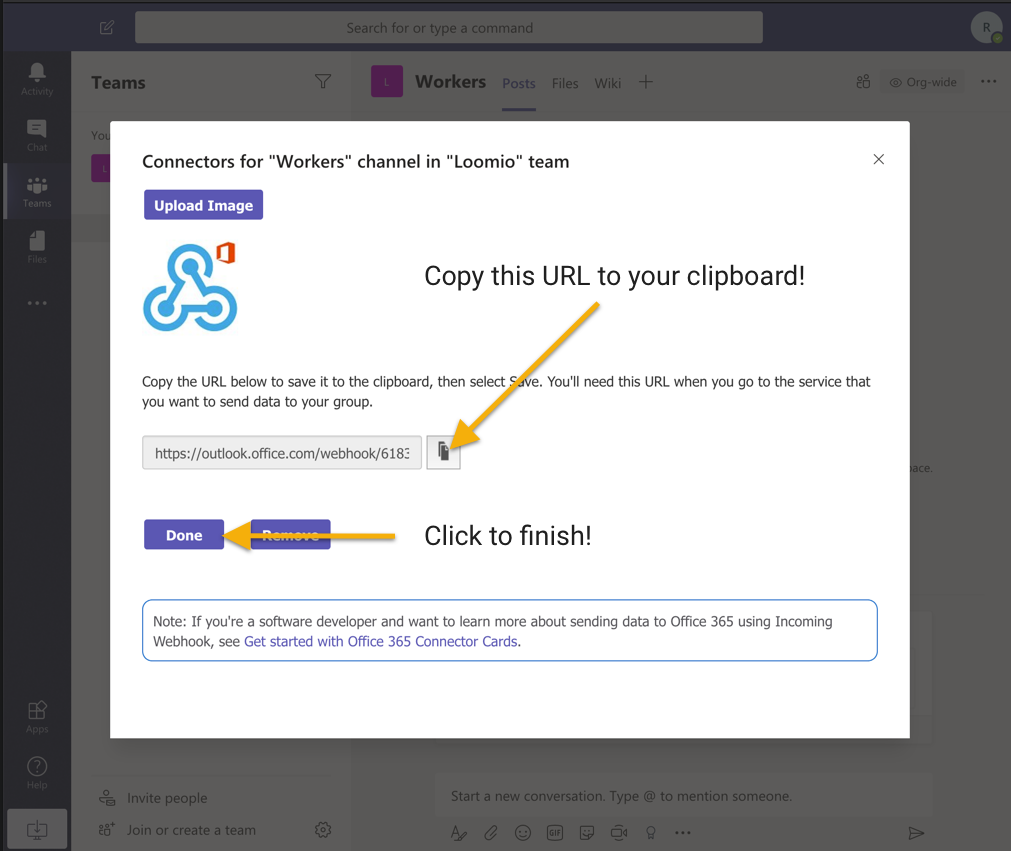 Search for or type a command
R
Activity
Chat
Teams
Files
Apps
Help
Teams
You
L
L
Workers
Posts
Files
Wiki
Org-wide
Connectors for "Workers" channel in "Loomio" team
Upload Image
Copy this URL to your clipboard!
Copy the URL below to save it to the clipboard, then select Save. You'll need this URL when you go to the service that
you want to send data to your group.
https://outlook.office.com/webhook/6183
pace.
Done
Remove
Click to finish!
Note: If you're a software developer and want to learn more about sending data to Office 365 using Incoming
Webhook, see Get started with Office 365 Connector Cards.
Invite people
Join or create a team
Start a new conversation. Type @ to mention someone.
GIF